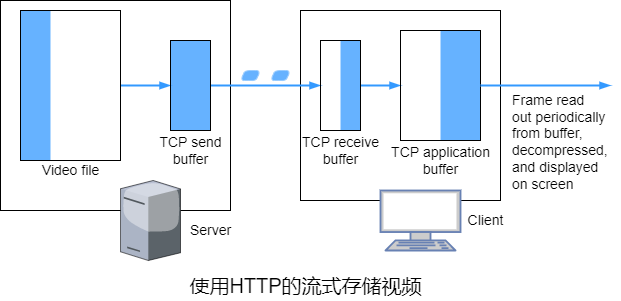 Video file
TCP send
buffer
TCP receive
buffer
TCP application
buffer
Frame read
out periodically
from buffer,
decompressed,
and displayed
on screen
Server
Client
使用HTTP的流式存储视频